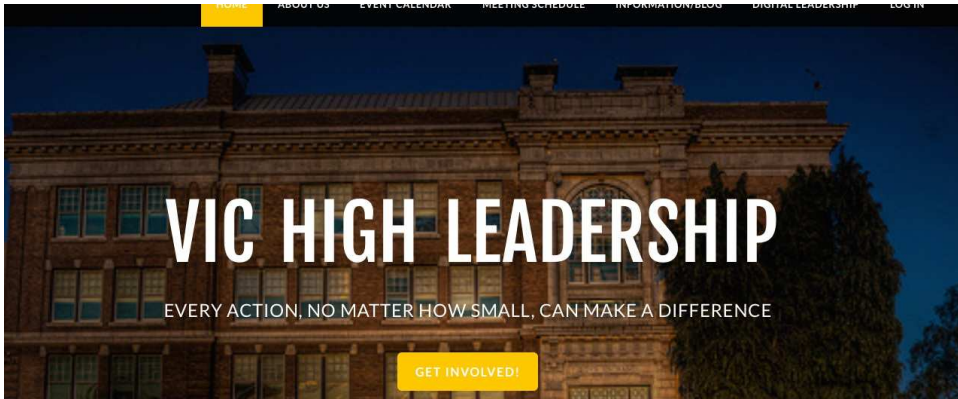 HOME ABOUT US EVENT CALENDAR MEETING SCHEDULE INFORMATION/BLOG DIGITAL LEADERSHIP LOG IN
VIC HIGH LEADERSHIP
EVERY ACTION, NO MATTER HOW SMALL, CAN MAKE A DIFFERENCE
GET INVOLVED!